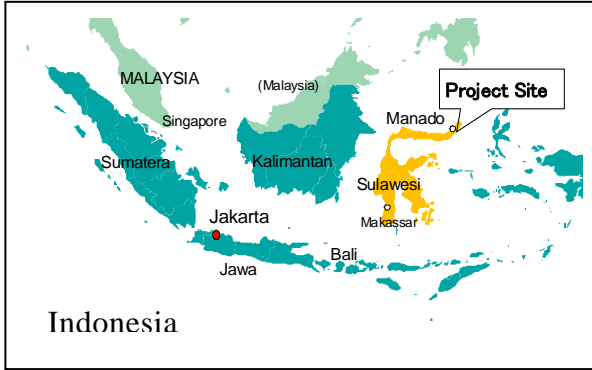 MALAYSIA
(Malaysia)
Project Site
Singapore
Manado
Sumatera
Kalimantan
Sulawesi
Makassar
Jakarta
Bali
Jawa
Indonesia